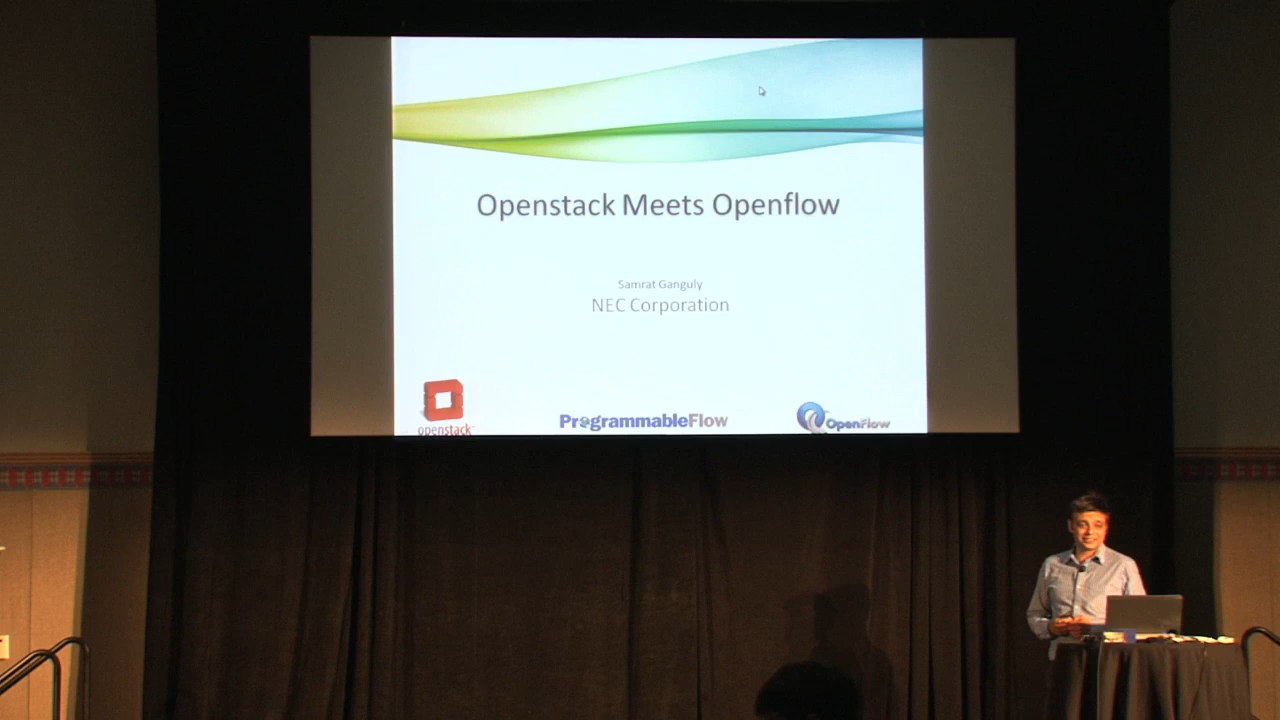 Openstack Meets Openflow
Samrat Ganguly
NEC Corporation
openstack
ProgrammableFlow
OpenFlow